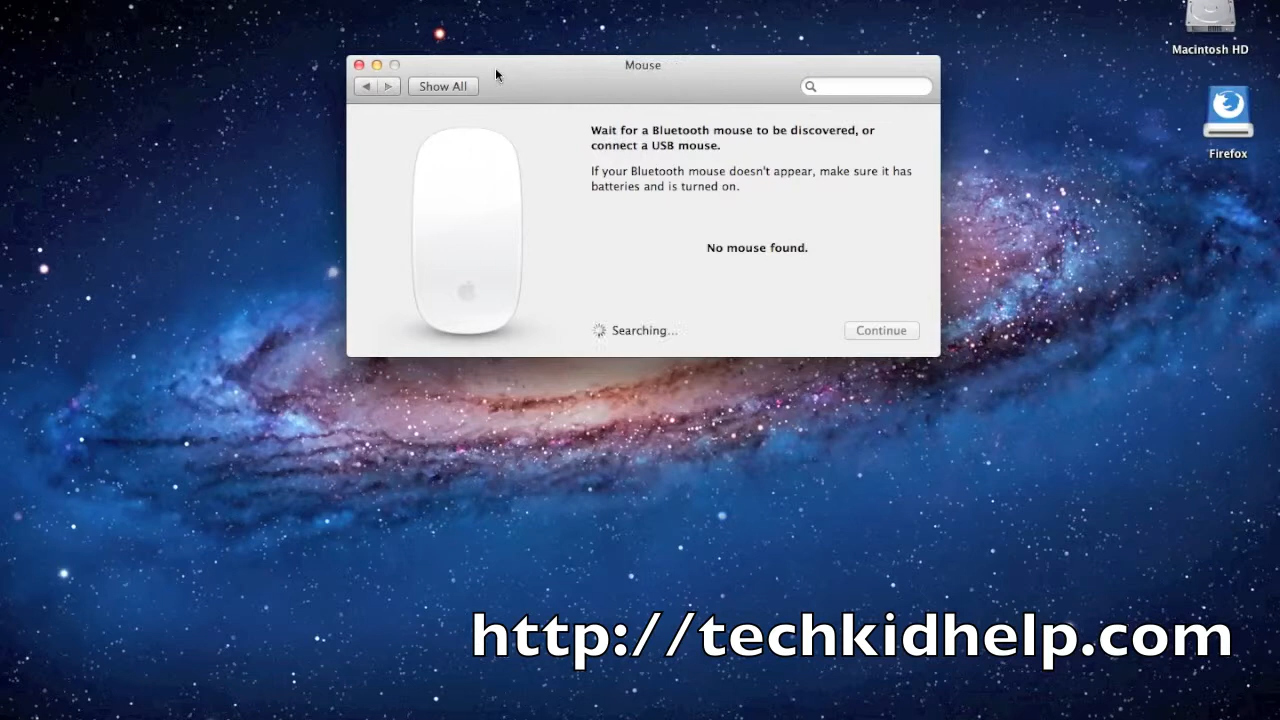 Macintosh HD
Mouse
Show All
Firefox
Wait for a Bluetooth mouse to be discovered, or
connect a USB mouse.
If your Bluetooth mouse doesn't appear, make sure it has
batteries and is turned on.
No mouse found.
Searching...
Continue
http://techkidhelp.com